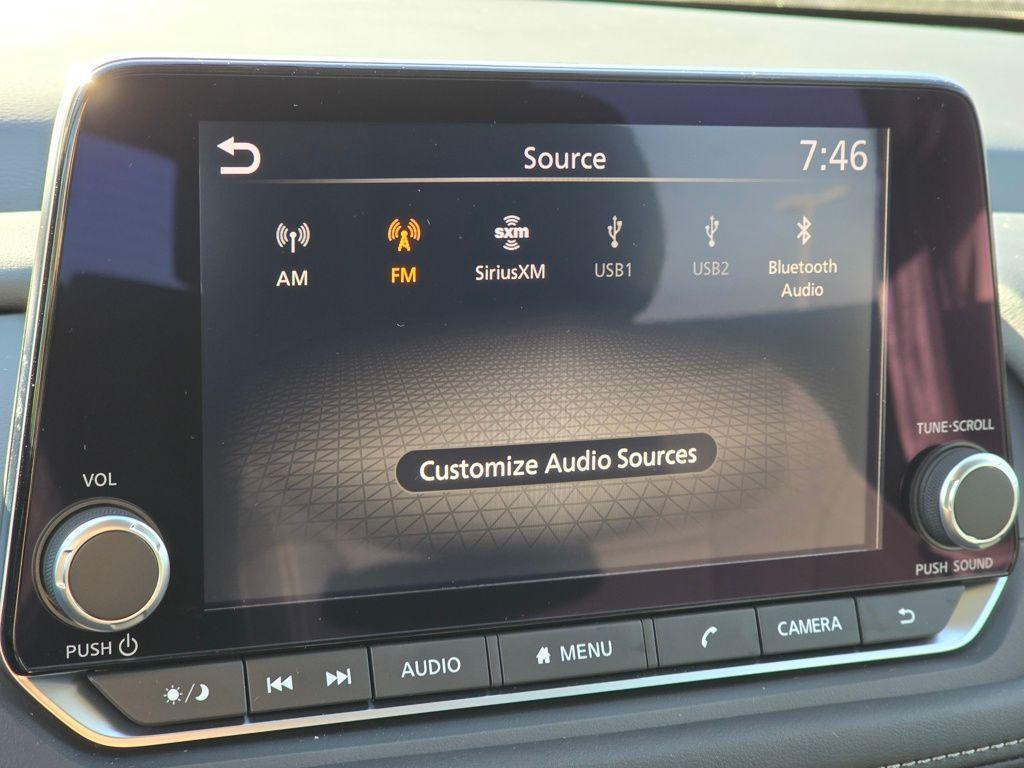 Source
7:46
AM
FM
sxm
SiriusXM
USB1
USB2
Bluetooth
Audio
Customize Audio Sources
VOL
PUSH
TUNE·SCROLL
PUSH SOUND
AUDIO
MENU
CAMERA